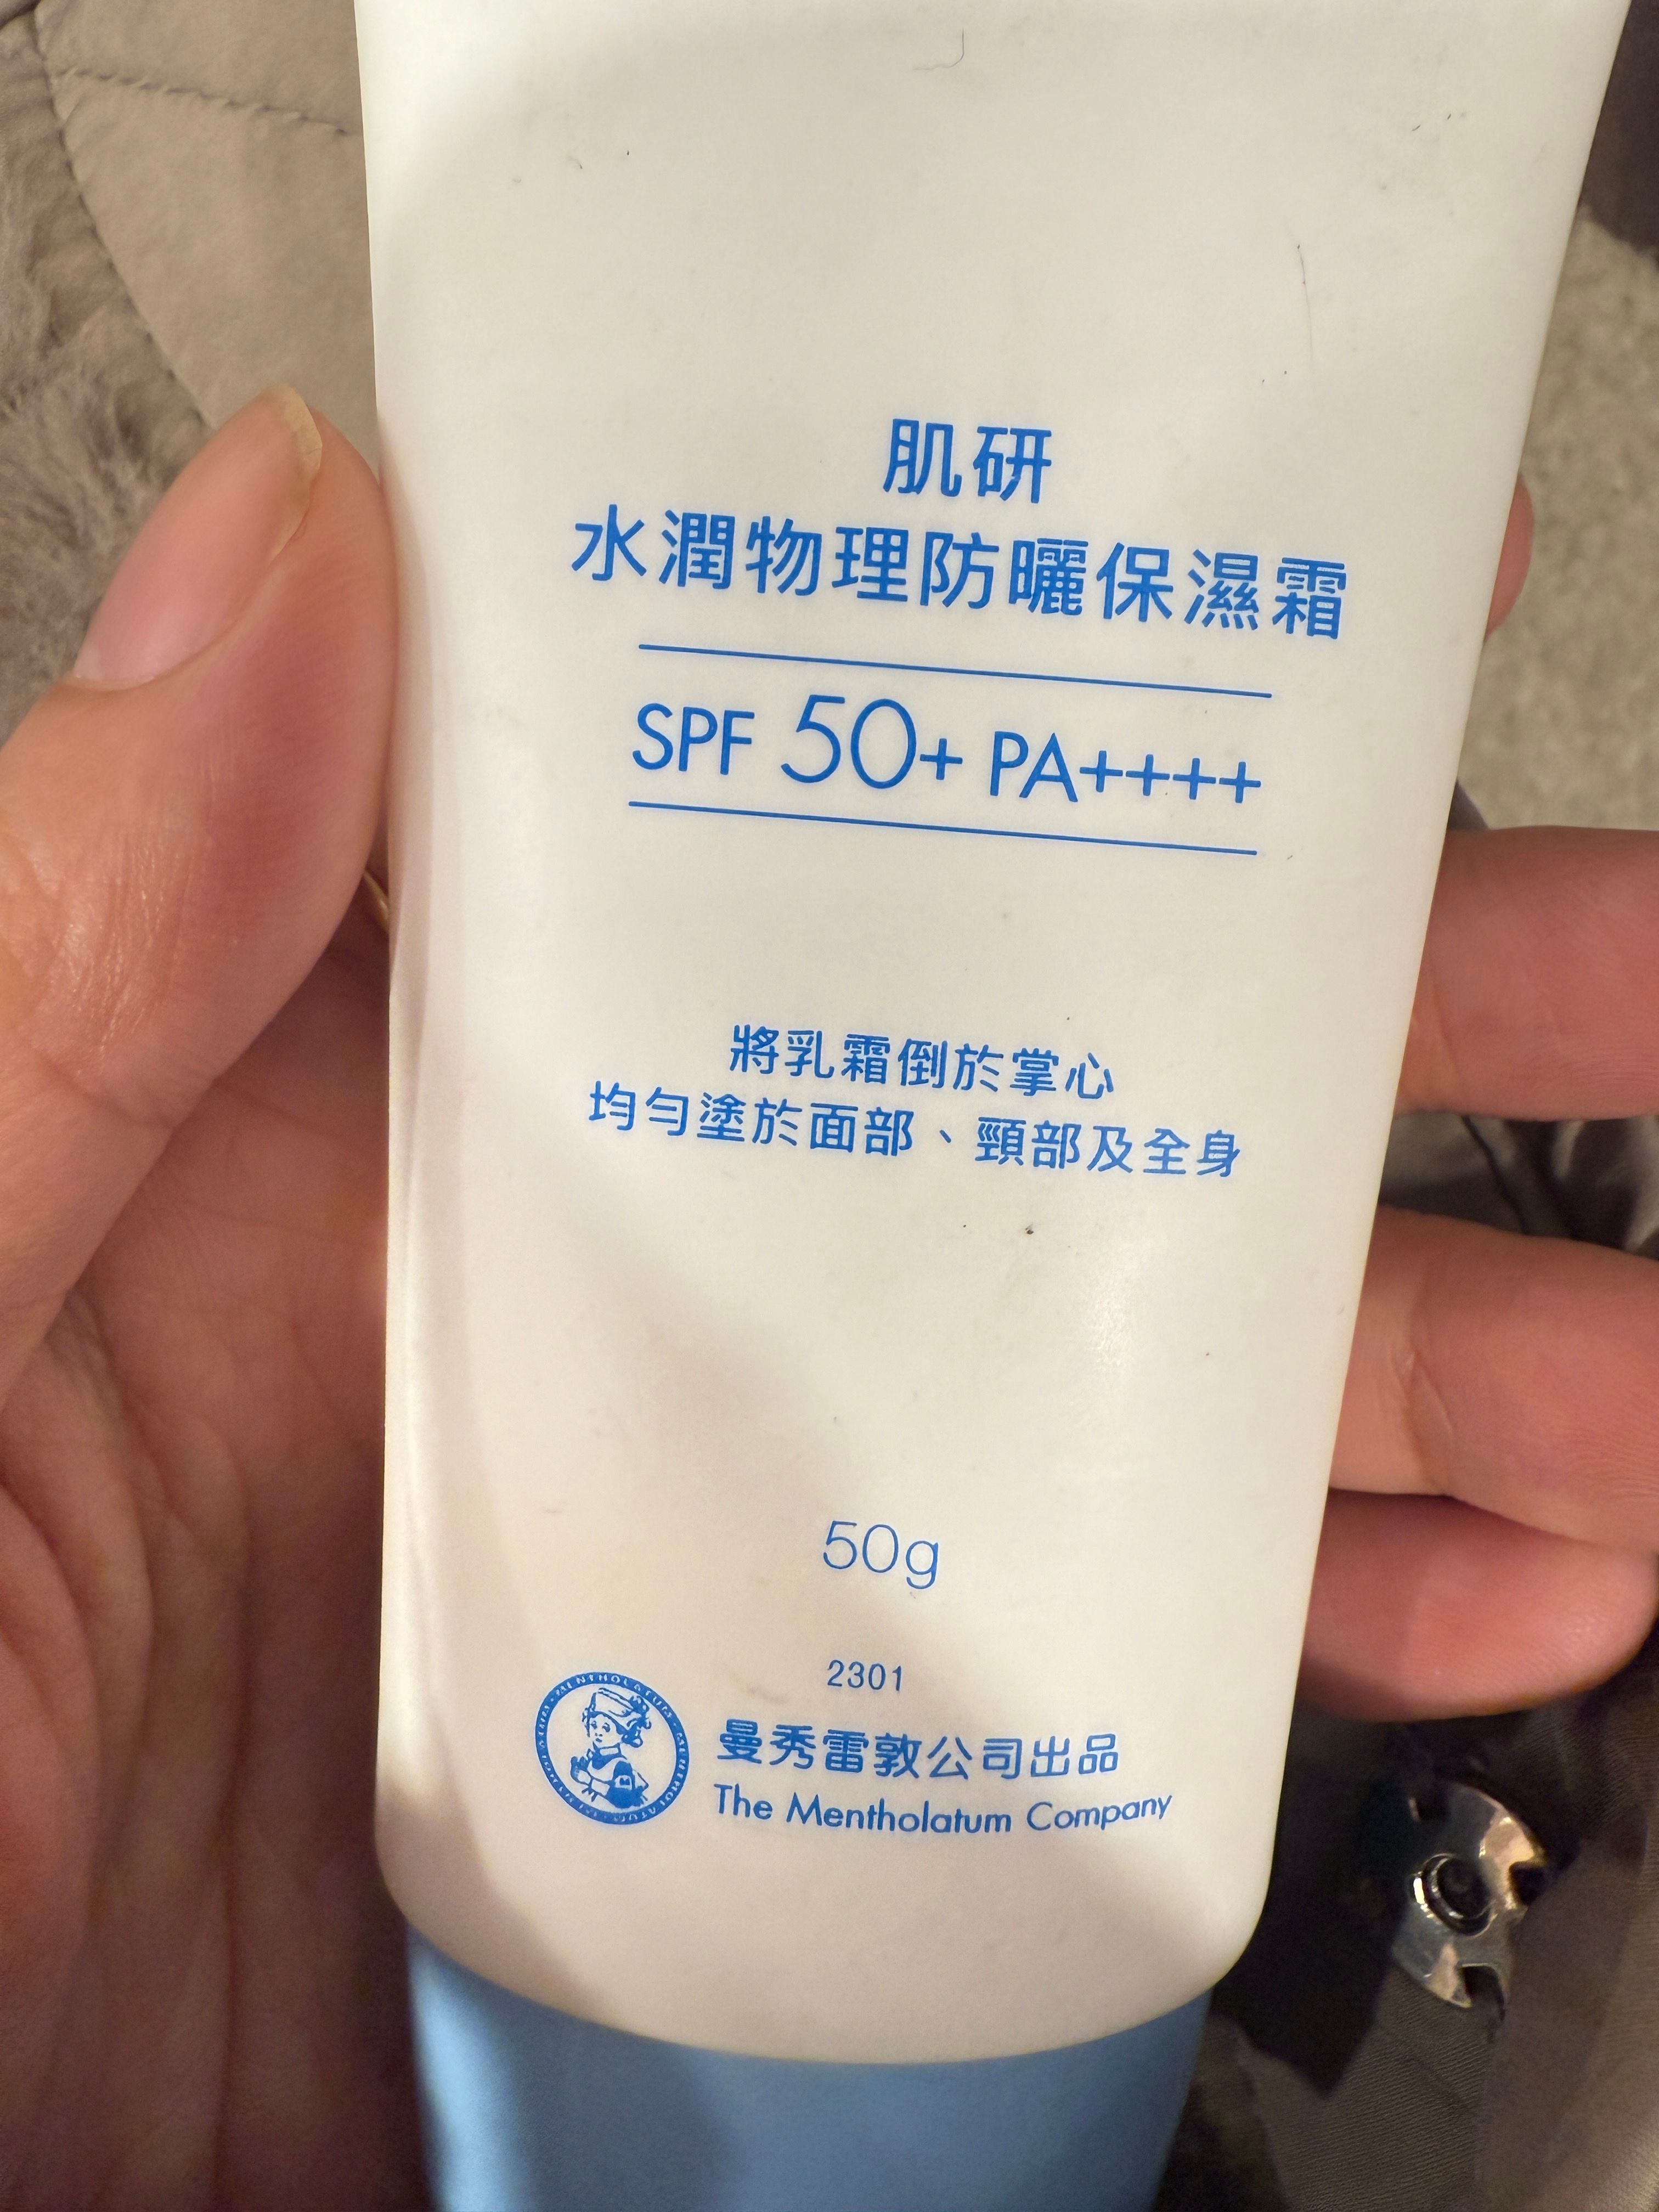 肌研
水潤物理防曬保濕霜
SPF 50+ PA++++
將乳霜倒於掌心
均勻塗於面部、頸部及全身
50g
2301
MENTHOLATUM · MENTHOLATUM
曼秀雷敦公司出品
The Mentholatum Company